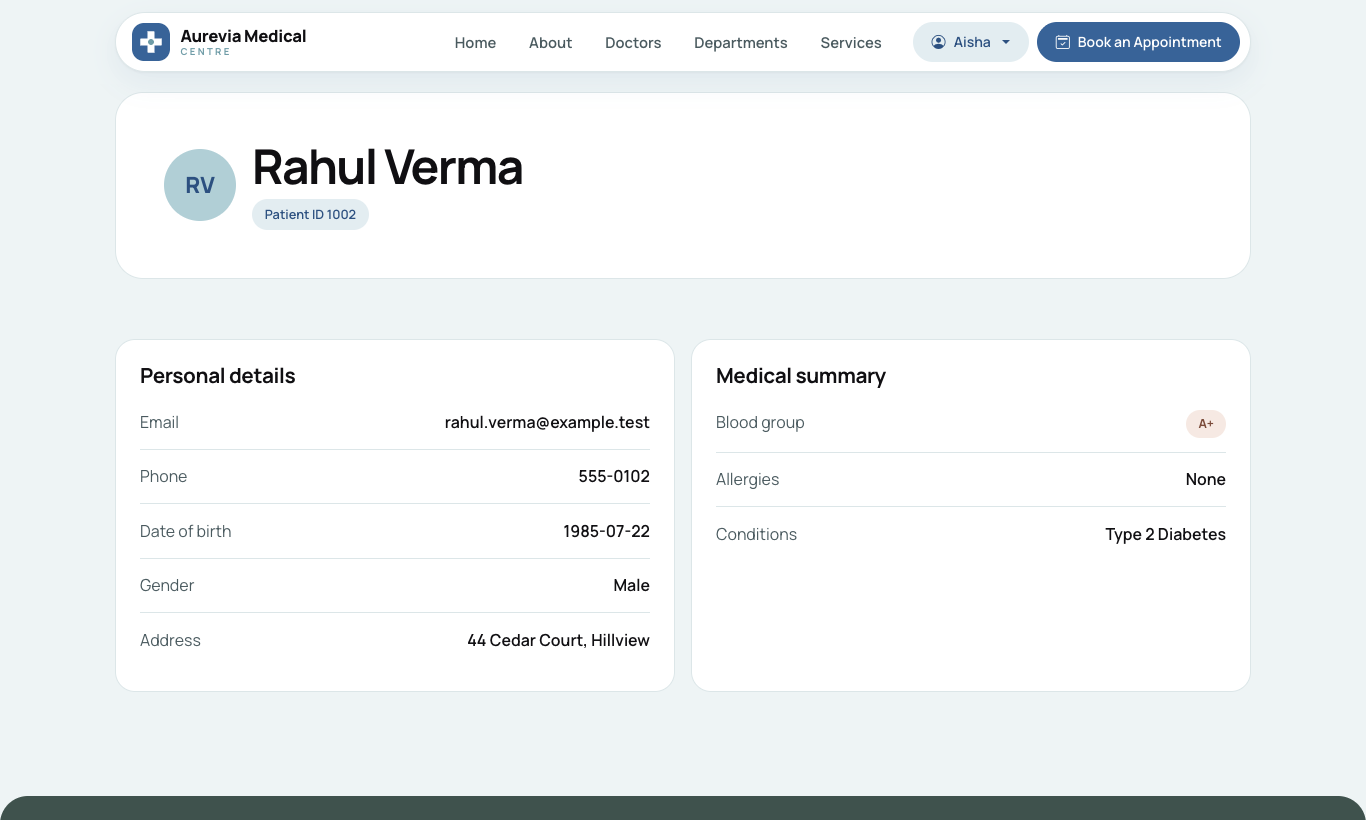 Aurevia Medical
CENTRE
Home About Doctors Departments Services Aisha Book an Appointment
RV
Rahul Verma
Patient ID 1002
Personal details
Email rahul.verma@example.test
Phone 555-0102
Date of birth 1985-07-22
Gender Male
Address 44 Cedar Court, Hillview
Medical summary
Blood group A+
Allergies None
Conditions Type 2 Diabetes